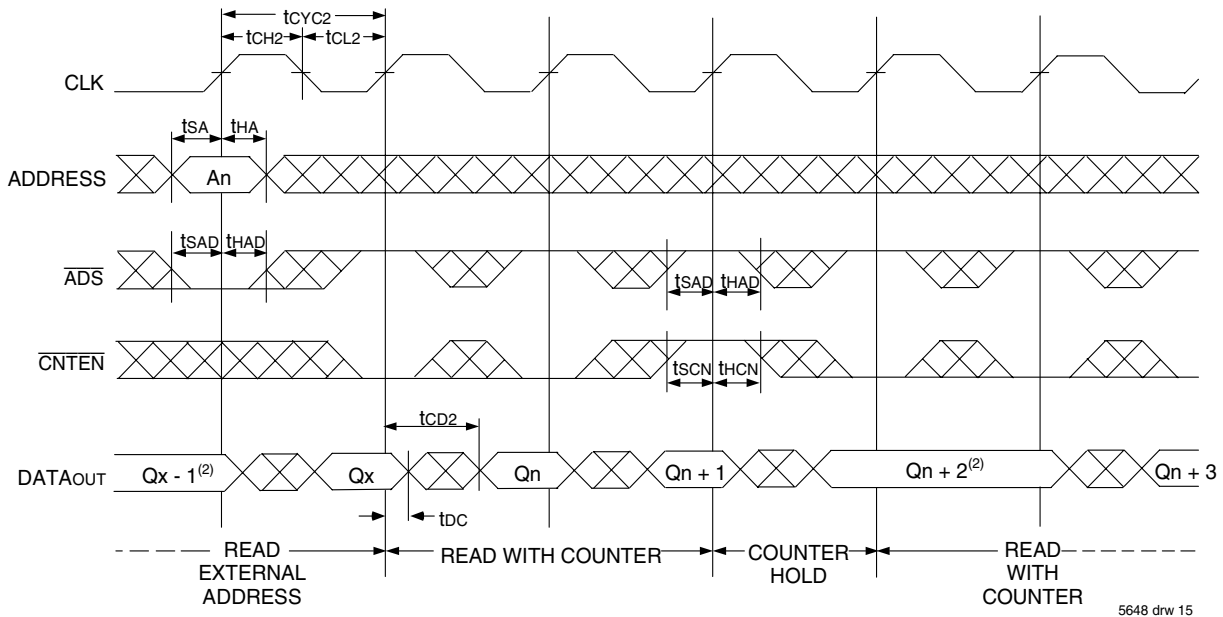 tCYC2
tCH2 tCL2
CLK
tSA tHA
ADDRESS An
tSAD tHAD
ADS
tSAD tHAD
CNTEN
tSCN tHCN
tCD2
DATAOUT Qx - 1(2) Qx Qn Qn + 1 Qn + 2(2) Qn + 3
tDC
READ EXTERNAL ADDRESS
READ WITH COUNTER
COUNTER HOLD
READ WITH COUNTER
5648 drw 15